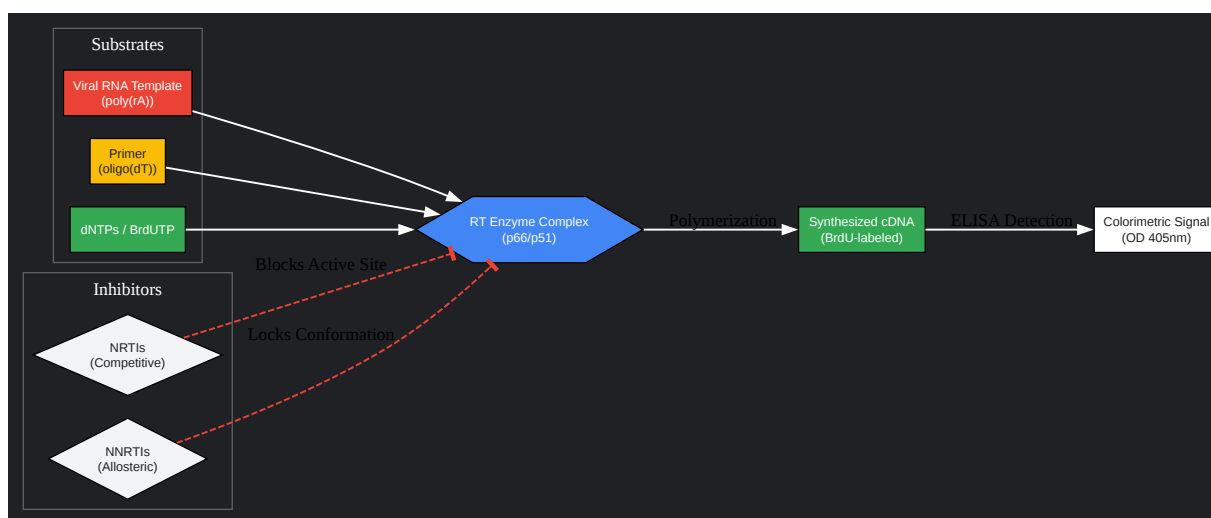 Substrates
Viral RNA Template
(poly(rA))
Primer
(oligo(dT))
dNTPs / BrdUTP
RT Enzyme Complex
(p66/p51)
Polymerization
Synthesized cDNA
(BrdU-labeled)
ELISA Detection
Colorimetric Signal
(OD 405nm)
Blocks Active Site
Inhibitors
Locks Conformation
NRTIs
(Competitive)
NNRTIs
(Allosteric)